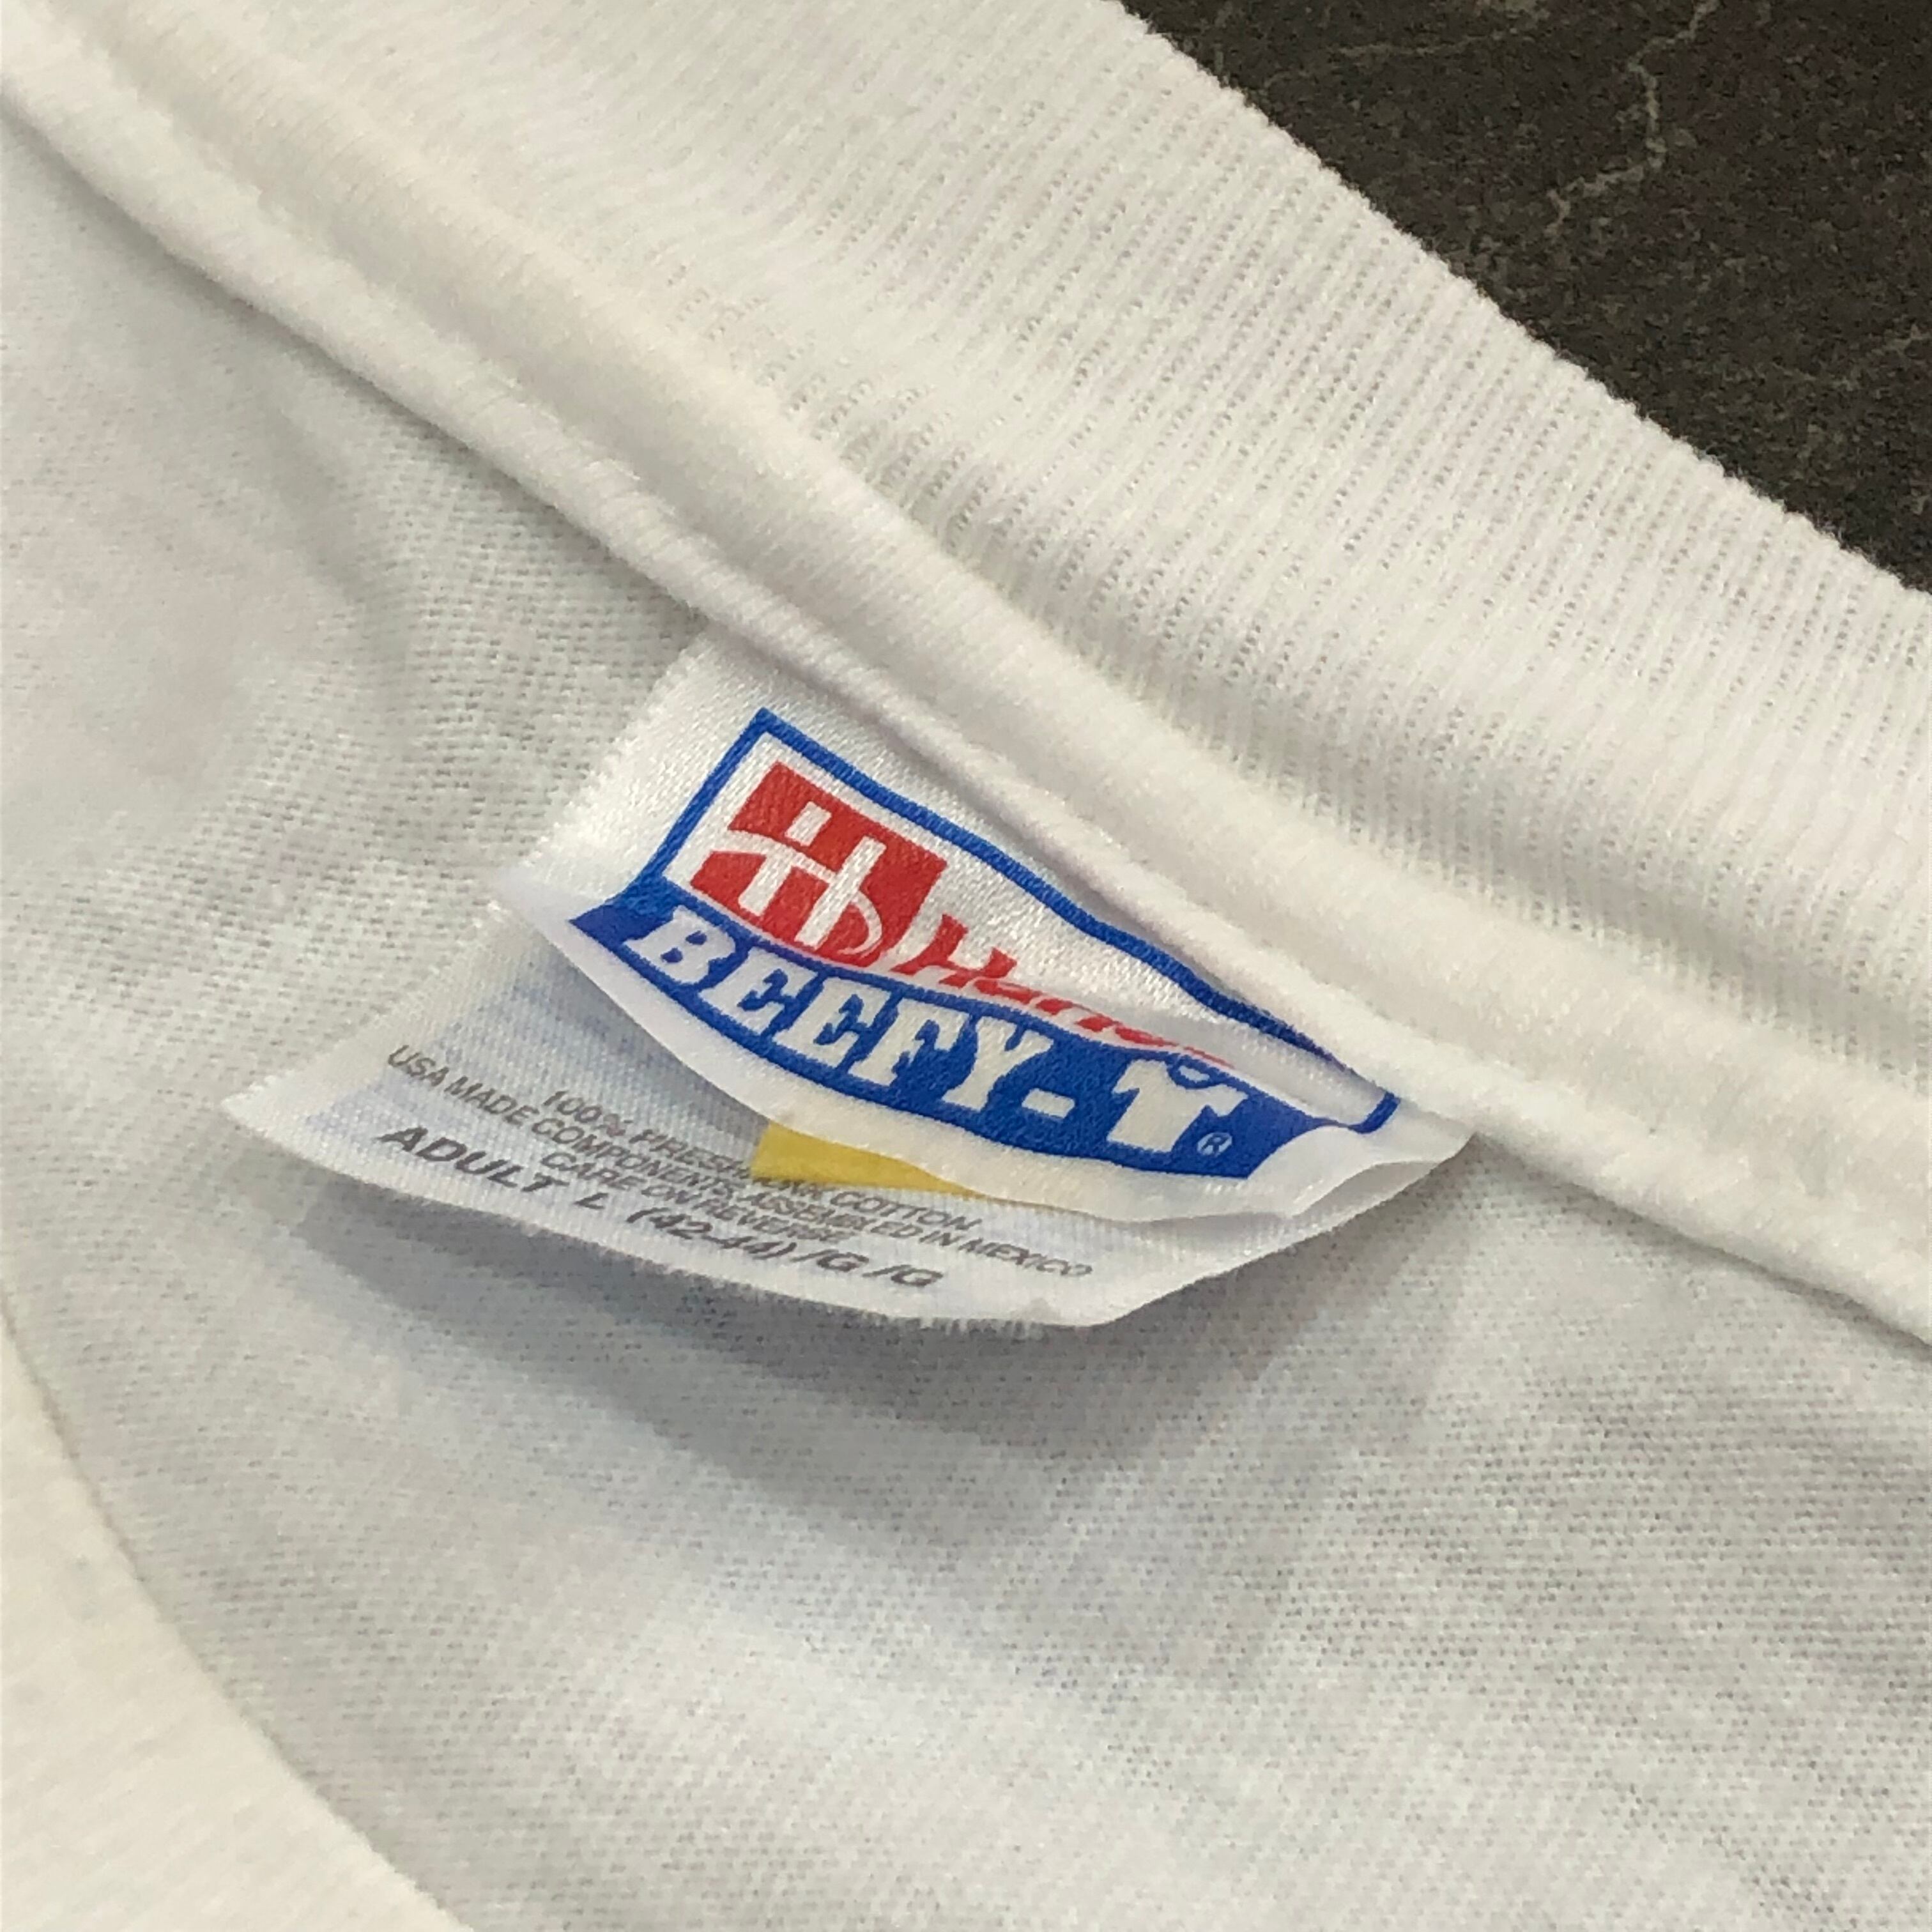 Hanes
BEEFY-T®
100% PRESHRUNK COTTON
USA MADE COMPONENTS, ASSEMBLED IN MEXICO
CARE ON REVERSE
ADULT L (42-44) /G /G